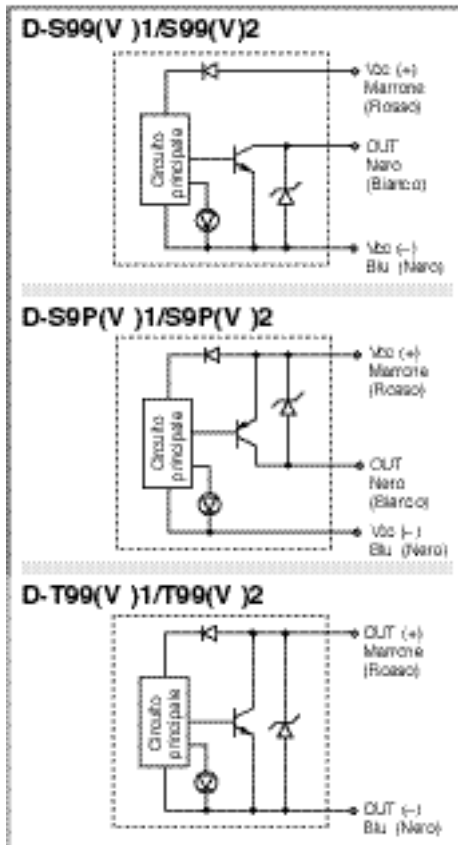 D-S99(V )1/S99(V)2
Vcc (+)
Marrone
(Rosso)
Circuito
principale
OUT
Nero
(Bianco)
Vcc (–)
Blu (Nero)
D-S9P(V )1/S9P(V )2
Vcc (+)
Marrone
(Rosso)
Circuito
principale
OUT
Nero
(Bianco)
Vcc (–)
Blu (Nero)
D-T99(V )1/T99(V )2
OUT (+)
Marrone
(Rosso)
Circuito
principale
OUT (–)
Blu (Nero)